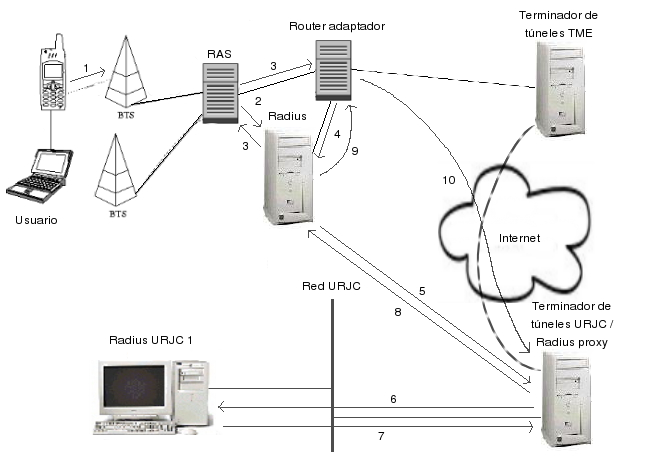 Router adaptador
Terminador de
túneles TME
RAS
1
3
2
BTS
Radius
3
4
9
10
BTS
Usuario
Internet
Red URJC
5
8
Terminador de
túneles URJC /
Radius proxy
Radius URJC 1
6
7